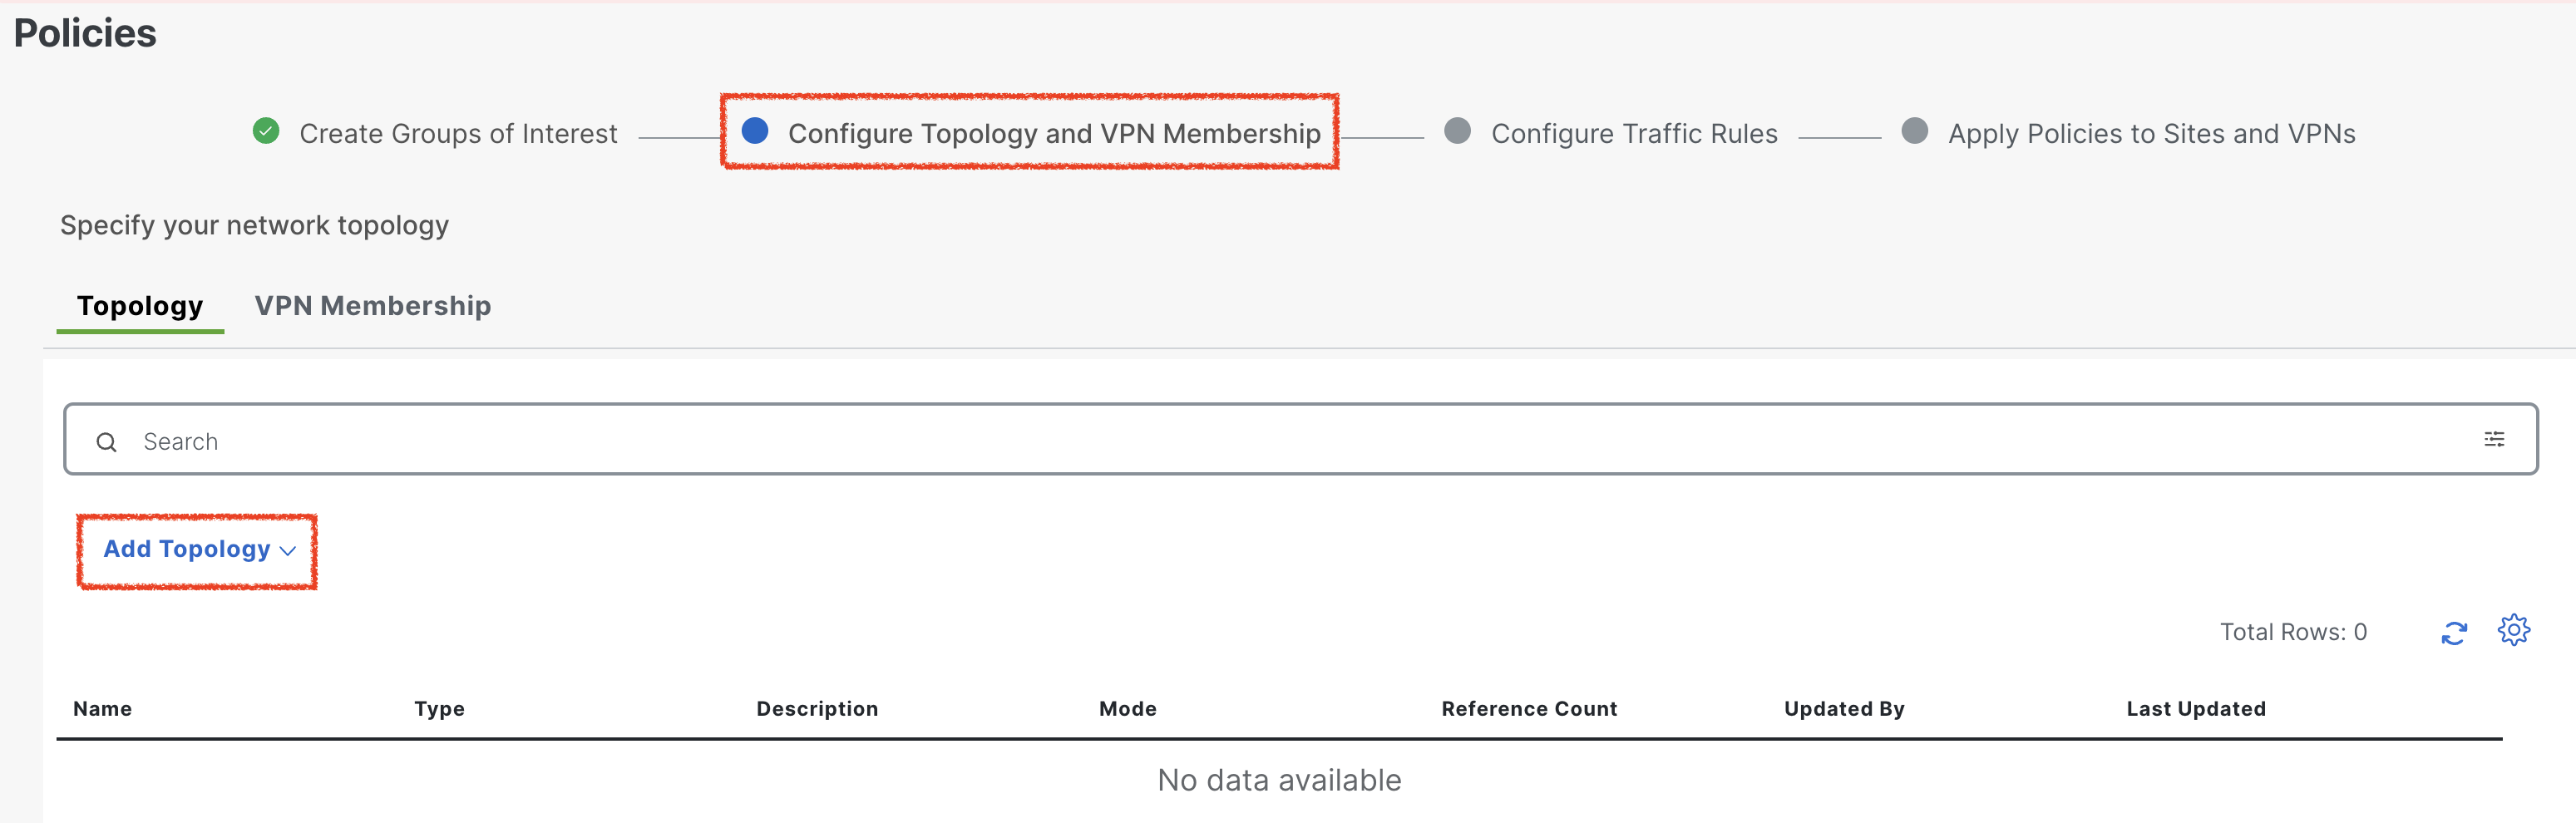 Policies
Create Groups of Interest
Configure Topology and VPN Membership
Configure Traffic Rules
Apply Policies to Sites and VPNs
Specify your network topology
Topology
VPN Membership
Search
Add Topology
Total Rows: 0
Name Type Description Mode Reference Count Updated By Last Updated
No data available